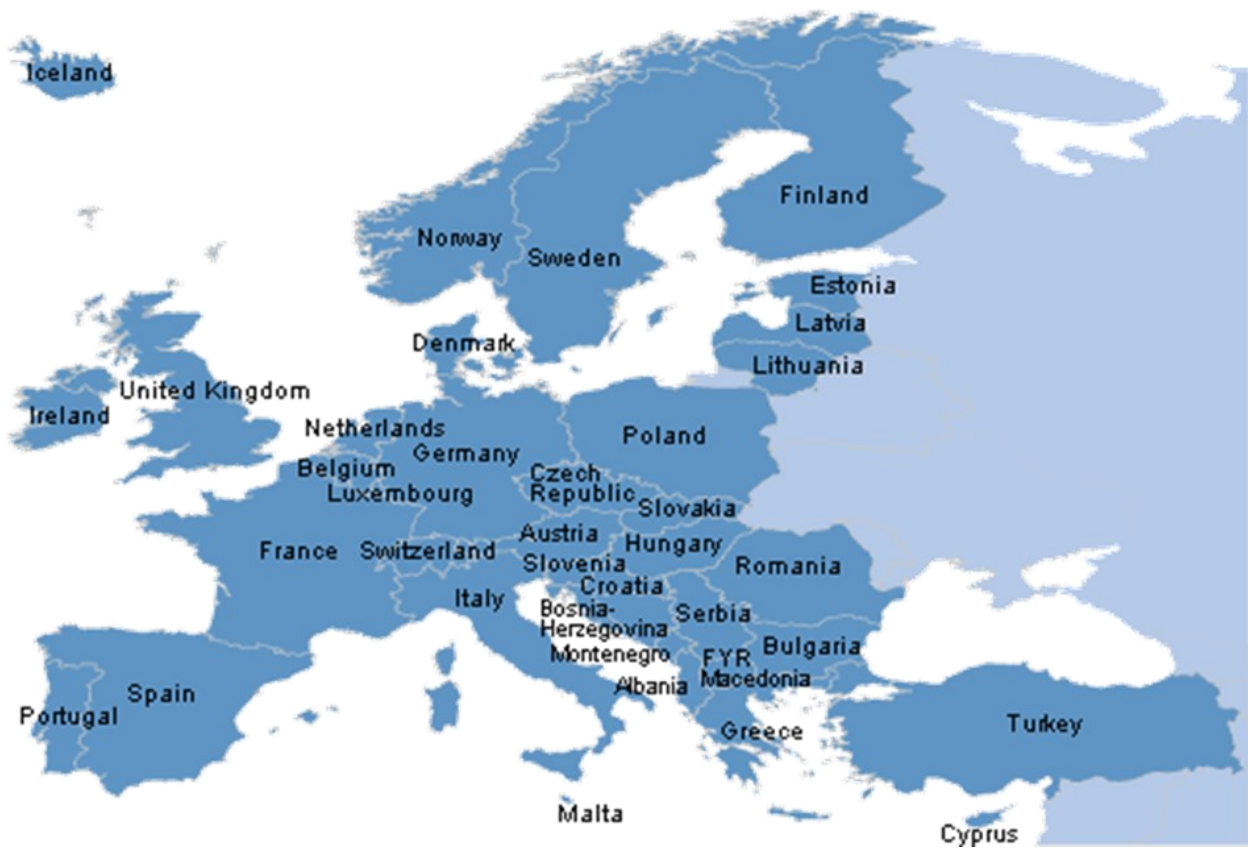 Iceland
Finland
Norway
Sweden
Estonia
Latvia
Denmark
Lithuania
United Kingdom
Ireland
Netherlands
Poland
Germany
Belgium
Czech
Republic
Luxembourg
Slovakia
Austria
Hungary
France
Switzerland
Slovenia
Romania
Croatia
Italy
Bosnia-
Herzegovina
Serbia
Bulgaria
Montenegro
FYR
Macedonia
Albania
Spain
Portugal
Greece
Turkey
Malta
Cyprus